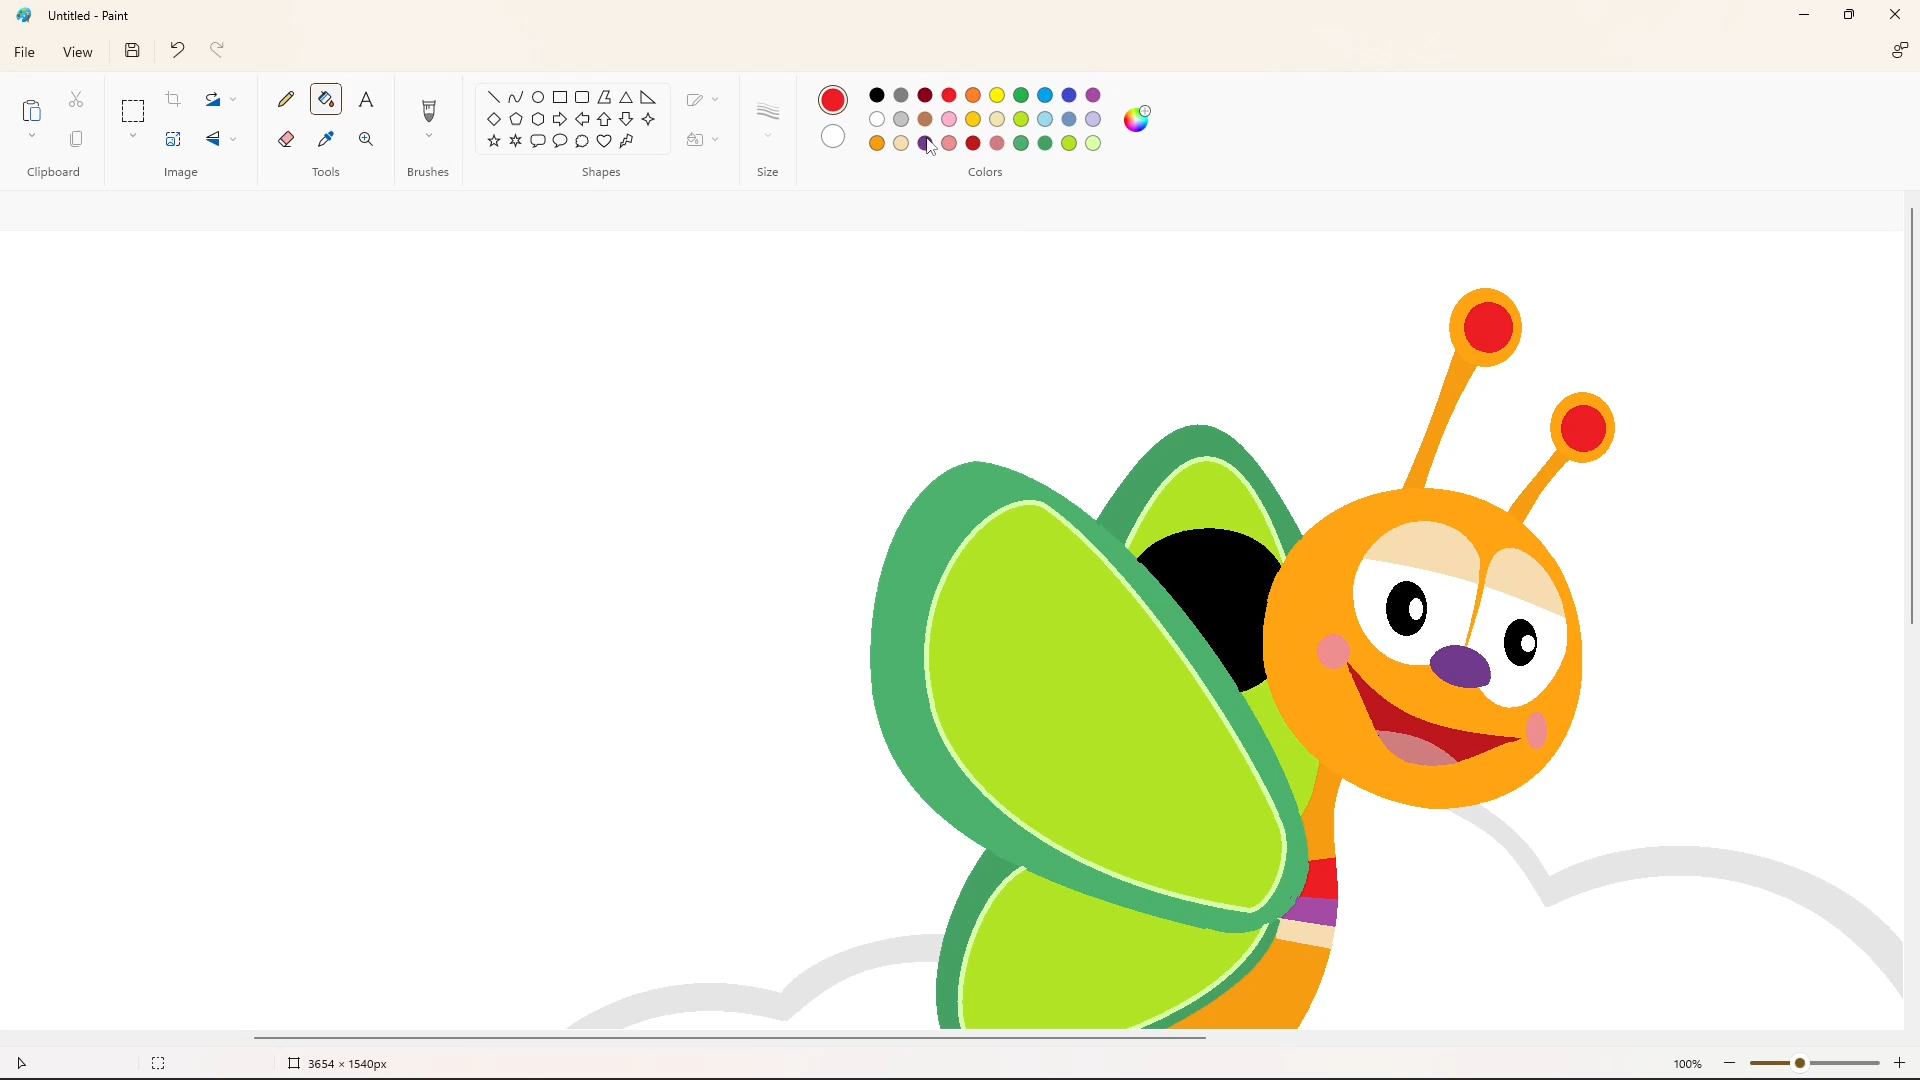 Untitled - Paint
File View
Clipboard Image Tools Brushes Shapes Size Colors
3654 × 1540px 100%